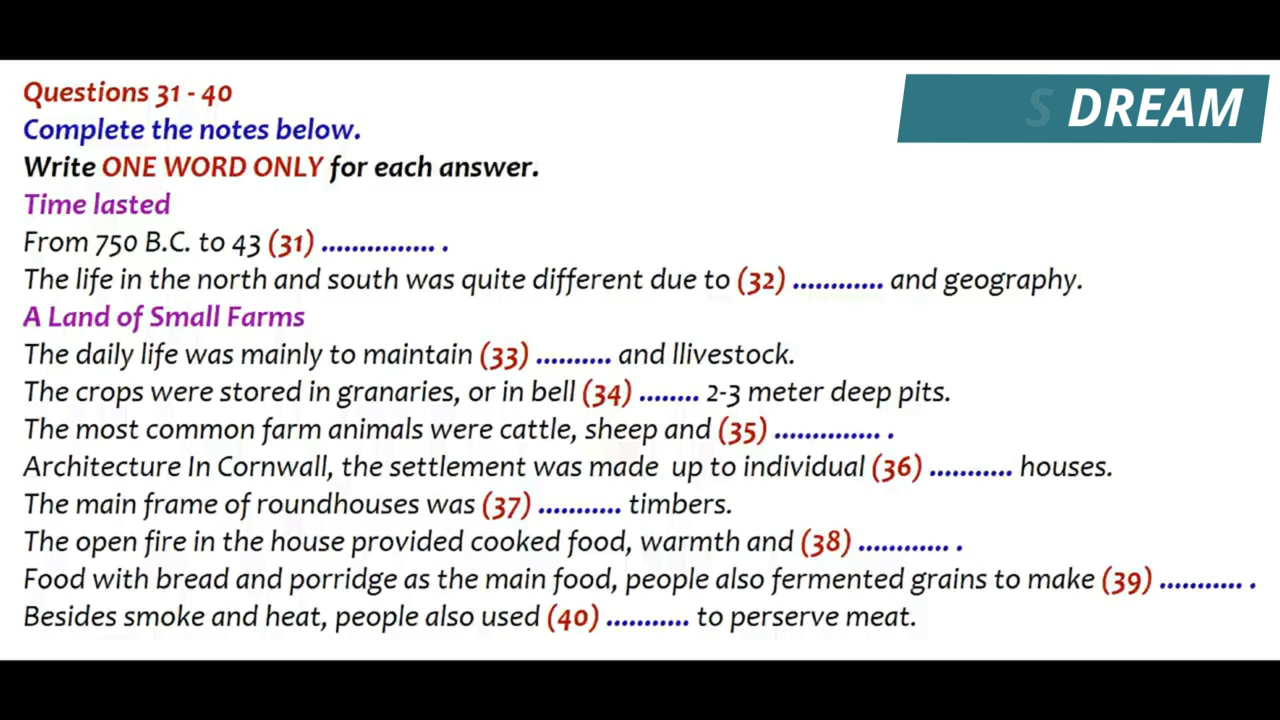 Questions 31 - 40
S DREAM
Complete the notes below.
Write ONE WORD ONLY for each answer.
Time lasted
From 750 B.C. to 43 (31) ............... .
The life in the north and south was quite different due to (32) ............ and geography.
A Land of Small Farms
The daily life was mainly to maintain (33) .......... and llivestock.
The crops were stored in granaries, or in bell (34) ........ 2-3 meter deep pits.
The most common farm animals were cattle, sheep and (35) .............. .
Architecture In Cornwall, the settlement was made up to individual (36) ........... houses.
The main frame of roundhouses was (37) ........... timbers.
The open fire in the house provided cooked food, warmth and (38) ............ .
Food with bread and porridge as the main food, people also fermented grains to make (39) ........... .
Besides smoke and heat, people also used (40) ........... to perserve meat.